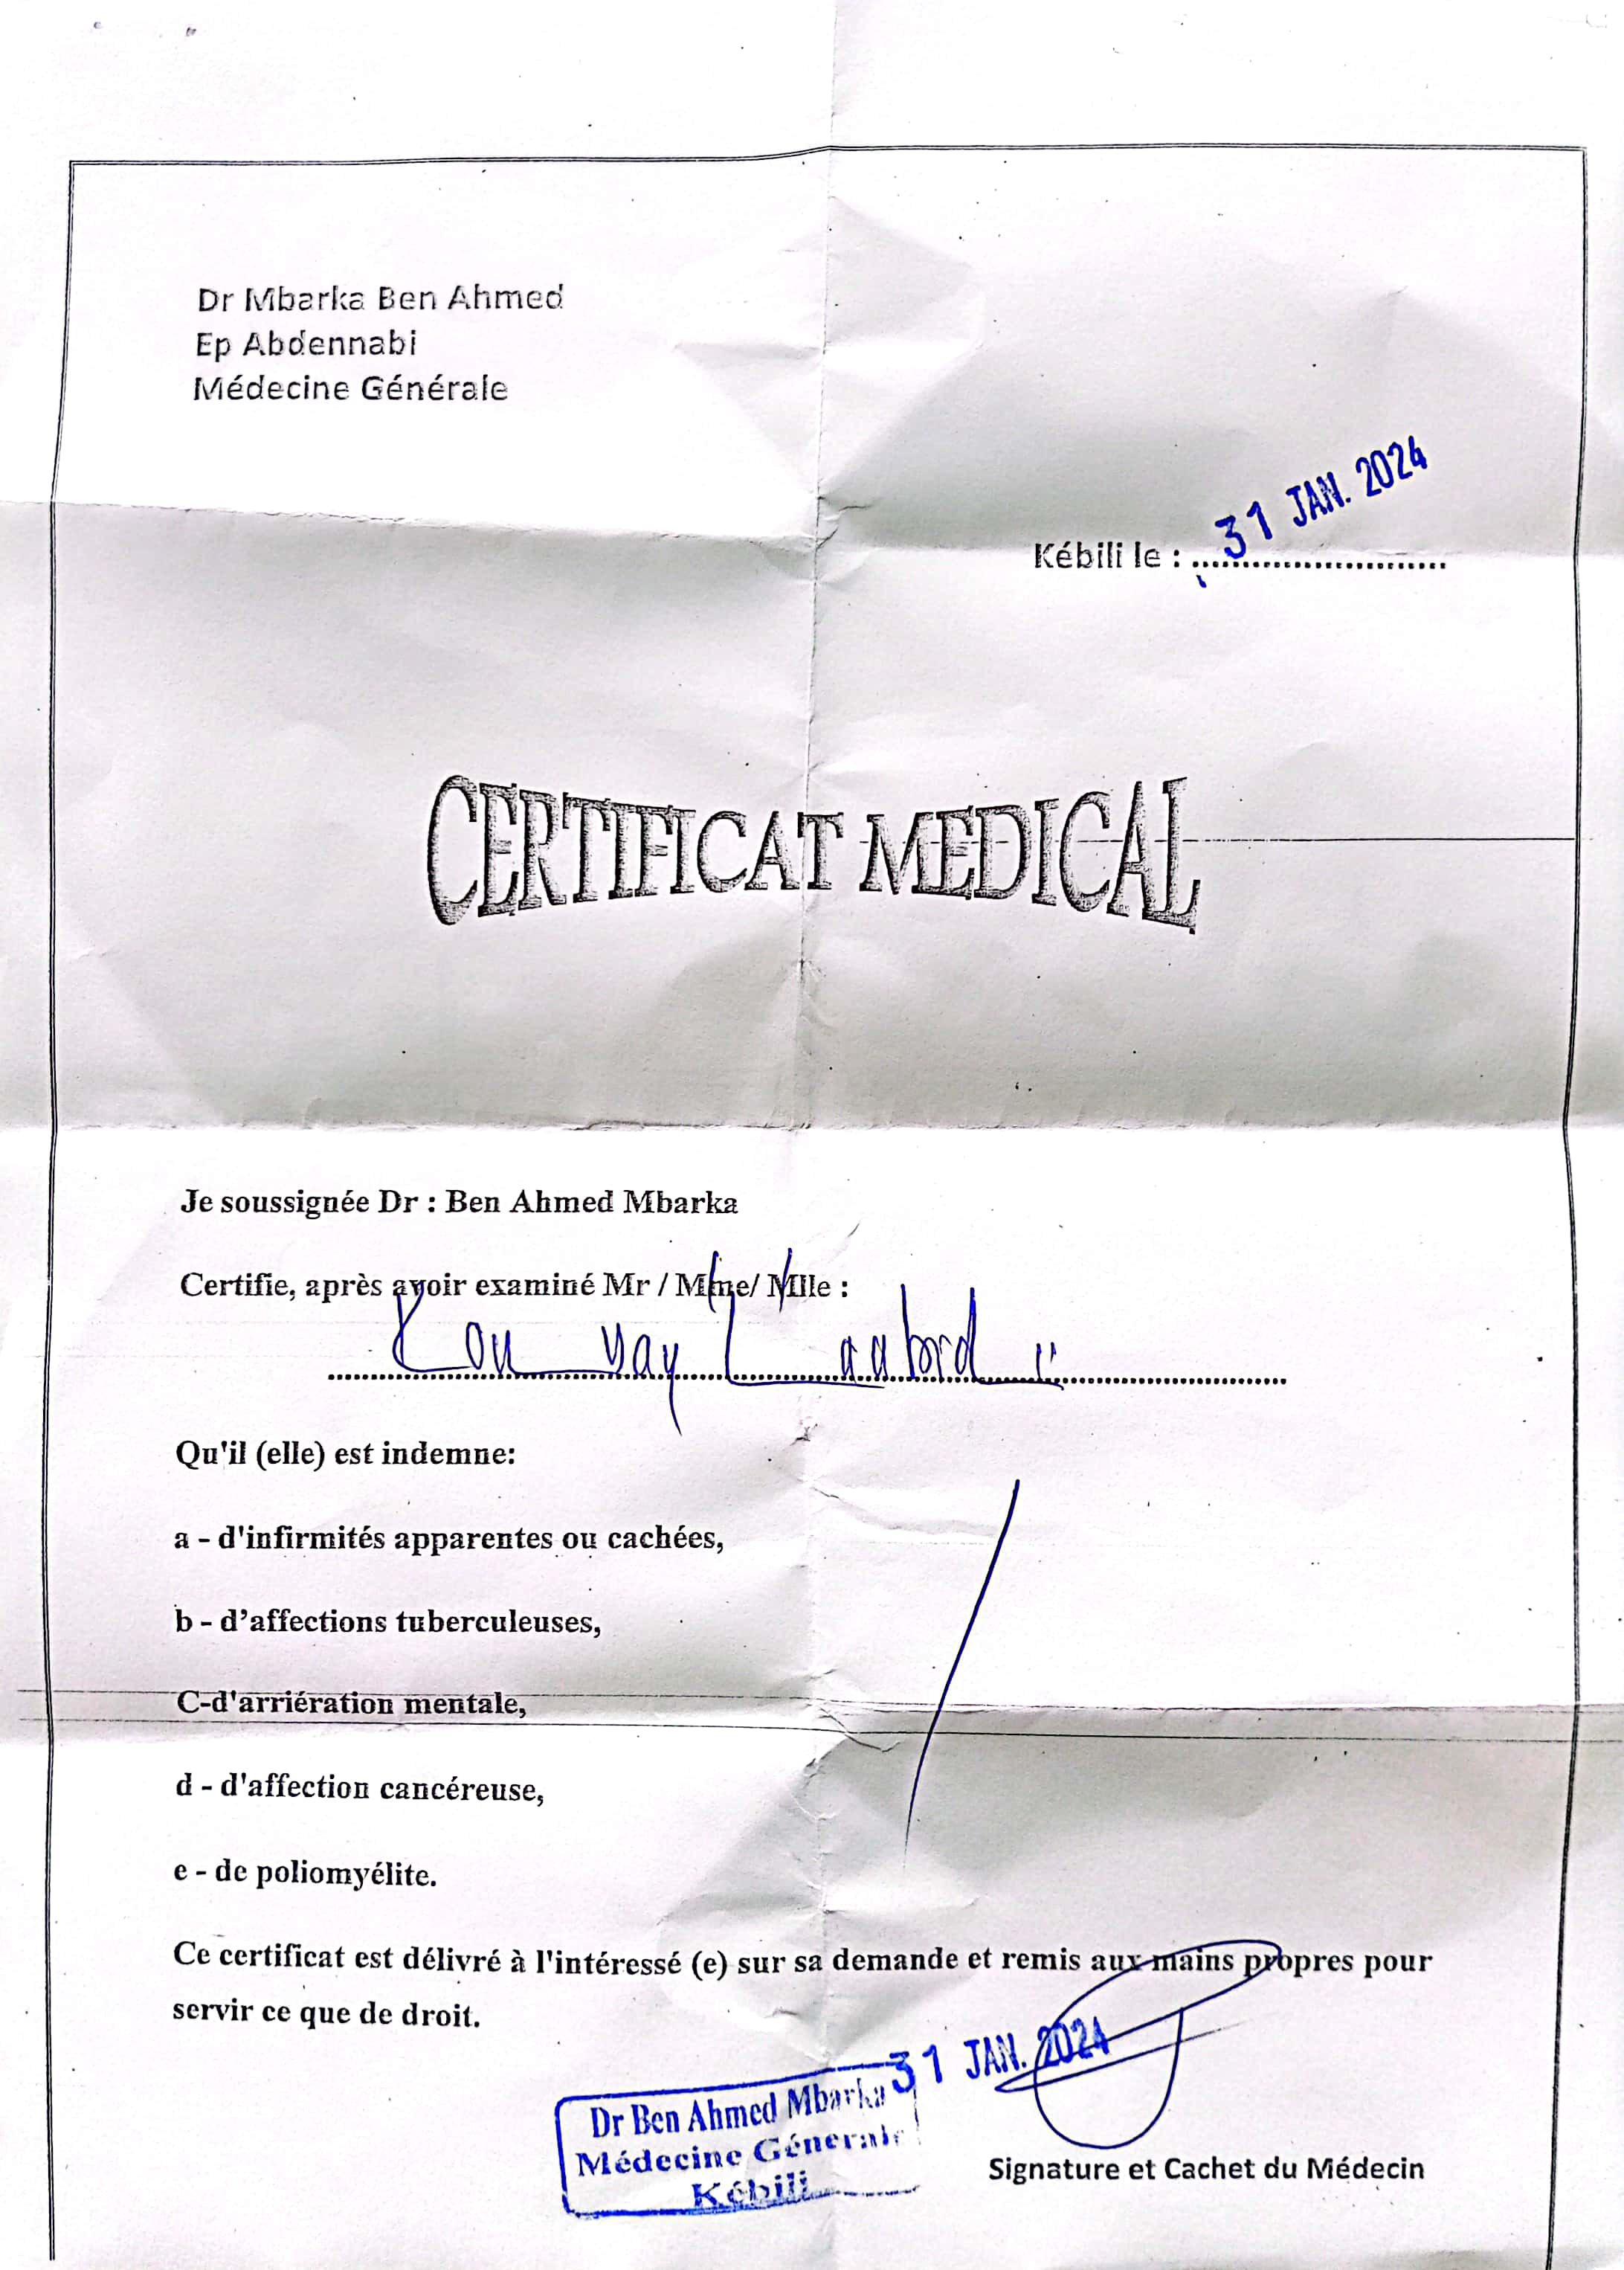 Dr Mbarka Ben Ahmed
Ep Abdennabi
Médecine Générale
Kébili le : 31 JAN. 2024
CERTIFICAT MEDICAL
Je soussignée Dr : Ben Ahmed Mbarka
Certifie, après avoir examiné Mr / Mme/ Mlle :
Qu'il (elle) est indemne:
a - d'infirmités apparentes ou cachées,
b - d’affections tuberculeuses,
C-d'arriération mentale,
d - d'affection cancéreuse,
e - de poliomyélite.
Ce certificat est délivré à l'intéressé (e) sur sa demande et remis aux mains propres pour
servir ce que de droit.
31 JAN. 2024
Dr Ben Ahmed Mbarka
Médecine Génerale
Kébili
Signature et Cachet du Médecin